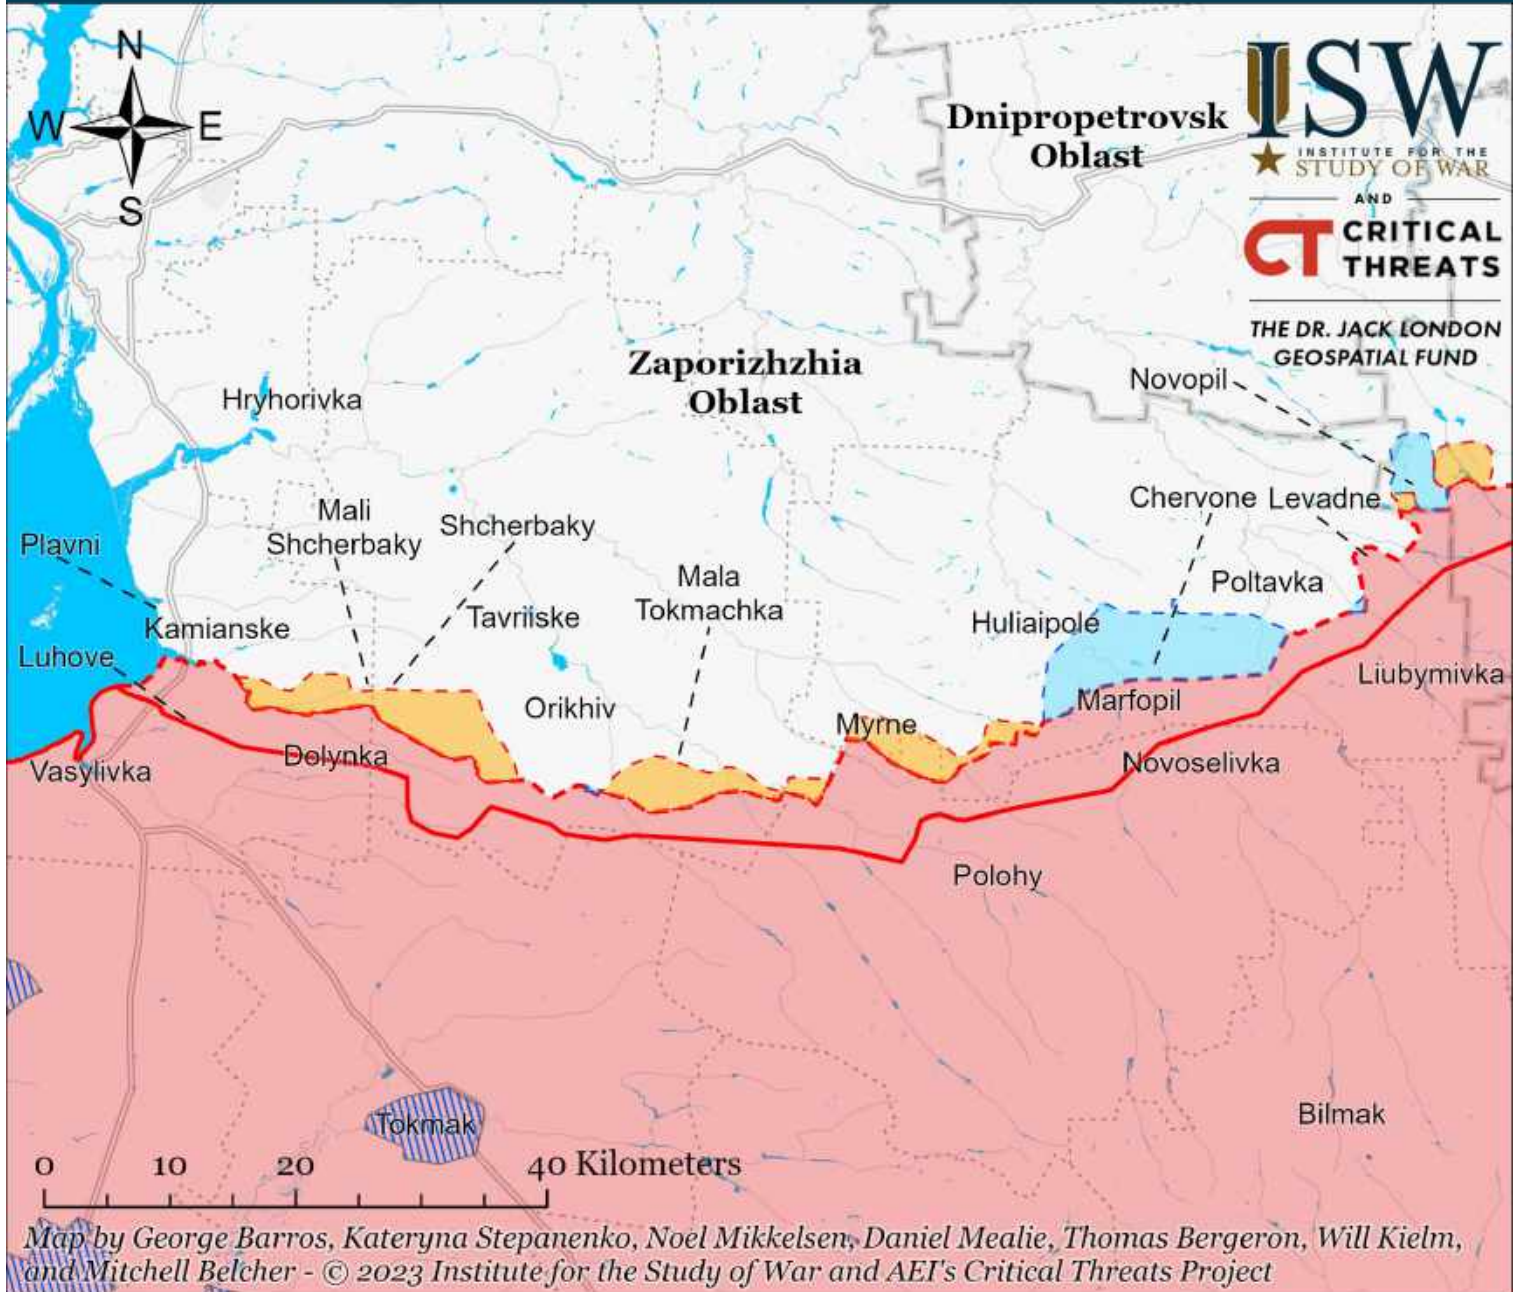 N
W
E
S
Dnipropetrovsk
Oblast
ISW
INSTITUTE FOR THE
STUDY OF WAR
AND
CT CRITICAL
THREATS
THE DR. JACK LONDON
GEOSPATIAL FUND
Zaporizhzhia
Oblast
Novopil
Hryhorivka
Chervone
Levadne
Mali
Shcherbaky
Shcherbaky
Plavni
Mala
Tokmachka
Poltavka
Tavriiske
Huliaipole
Kamianske
Luhove
Liubymivka
Marfopil
Orikhiv
Myrne
Dolynka
Novoselivka
Vasylivka
Polohy
Bilmak
Tokmak
0 10 20 40 Kilometers
Map by George Barros, Kateryna Stepanenko, Noel Mikkelsen, Daniel Mealie, Thomas Bergeron, Will Kielm,
and Mitchell Belcher - © 2023 Institute for the Study of War and AEI's Critical Threats Project